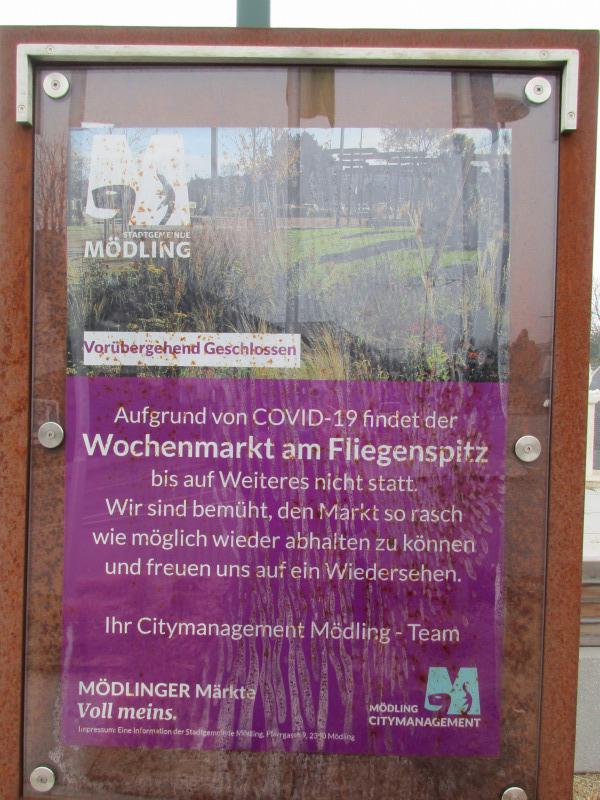 STADTGEMEINDE
MÖDLING
Vorübergehend Geschlossen
Aufgrund von COVID-19 findet der
Wochenmarkt am Fliegenspitz
bis auf Weiteres nicht statt.
Wir sind bemüht, den Markt so rasch
wie möglich wieder abhalten zu können
und freuen uns auf ein Wiedersehen.
Ihr Citymanagement Mödling - Team
MÖDLINGER Märkte
Voll meins.
MÖDLING
CITYMANAGEMENT
Impressum: Eine Information der Stadtgemeinde Mödling, Pfarrgasse 9, 2340 Mödling